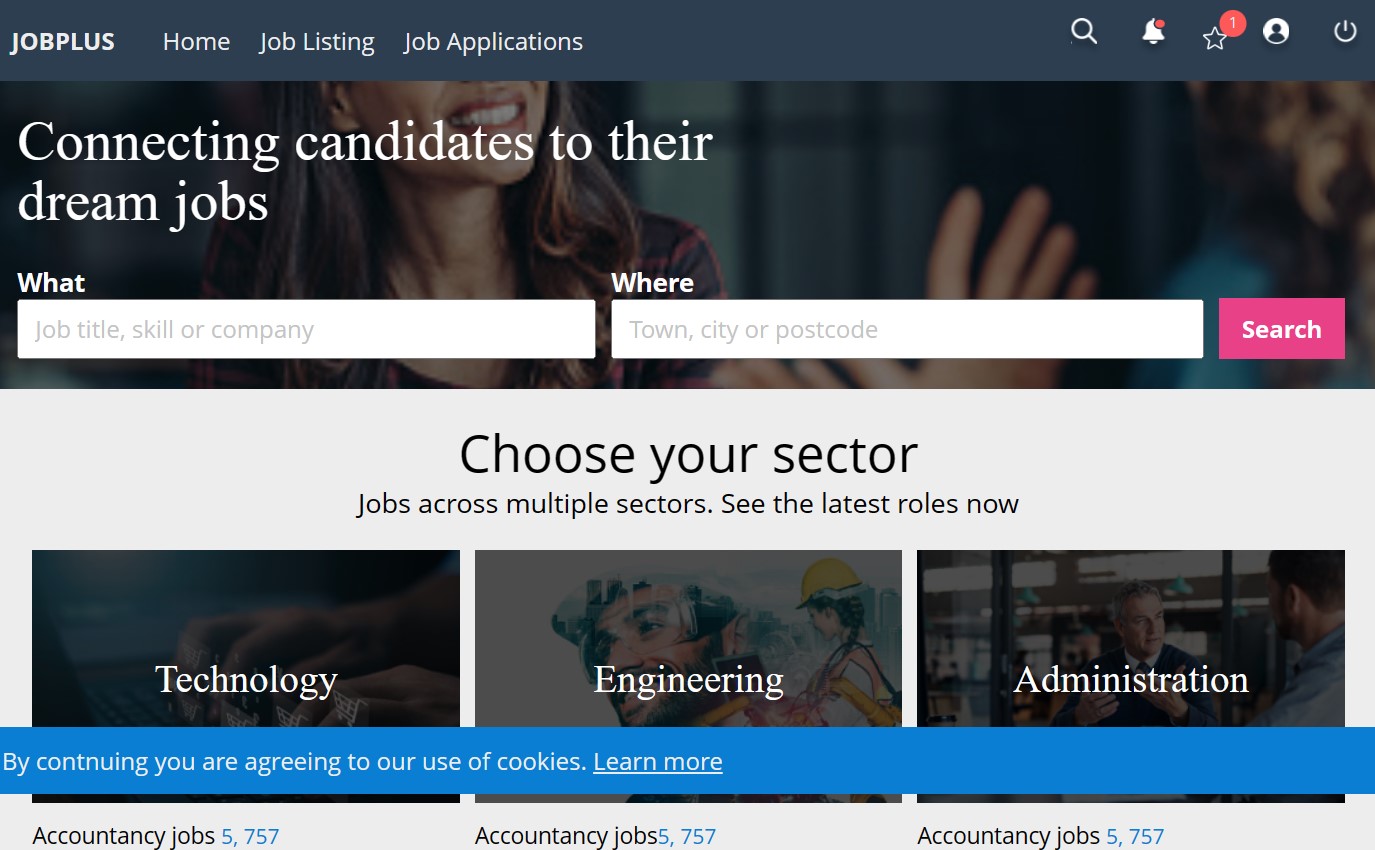 JOBPLUS Home Job Listing Job Applications 1
Connecting candidates to their
dream jobs
What Where
Job title, skill or company Town, city or postcode Search
Choose your sector
Jobs across multiple sectors. See the latest roles now
Technology Engineering Administration
By contnuing you are agreeing to our use of cookies. Learn more
Accountancy jobs 5, 757 Accountancy jobs5, 757 Accountancy jobs 5, 757